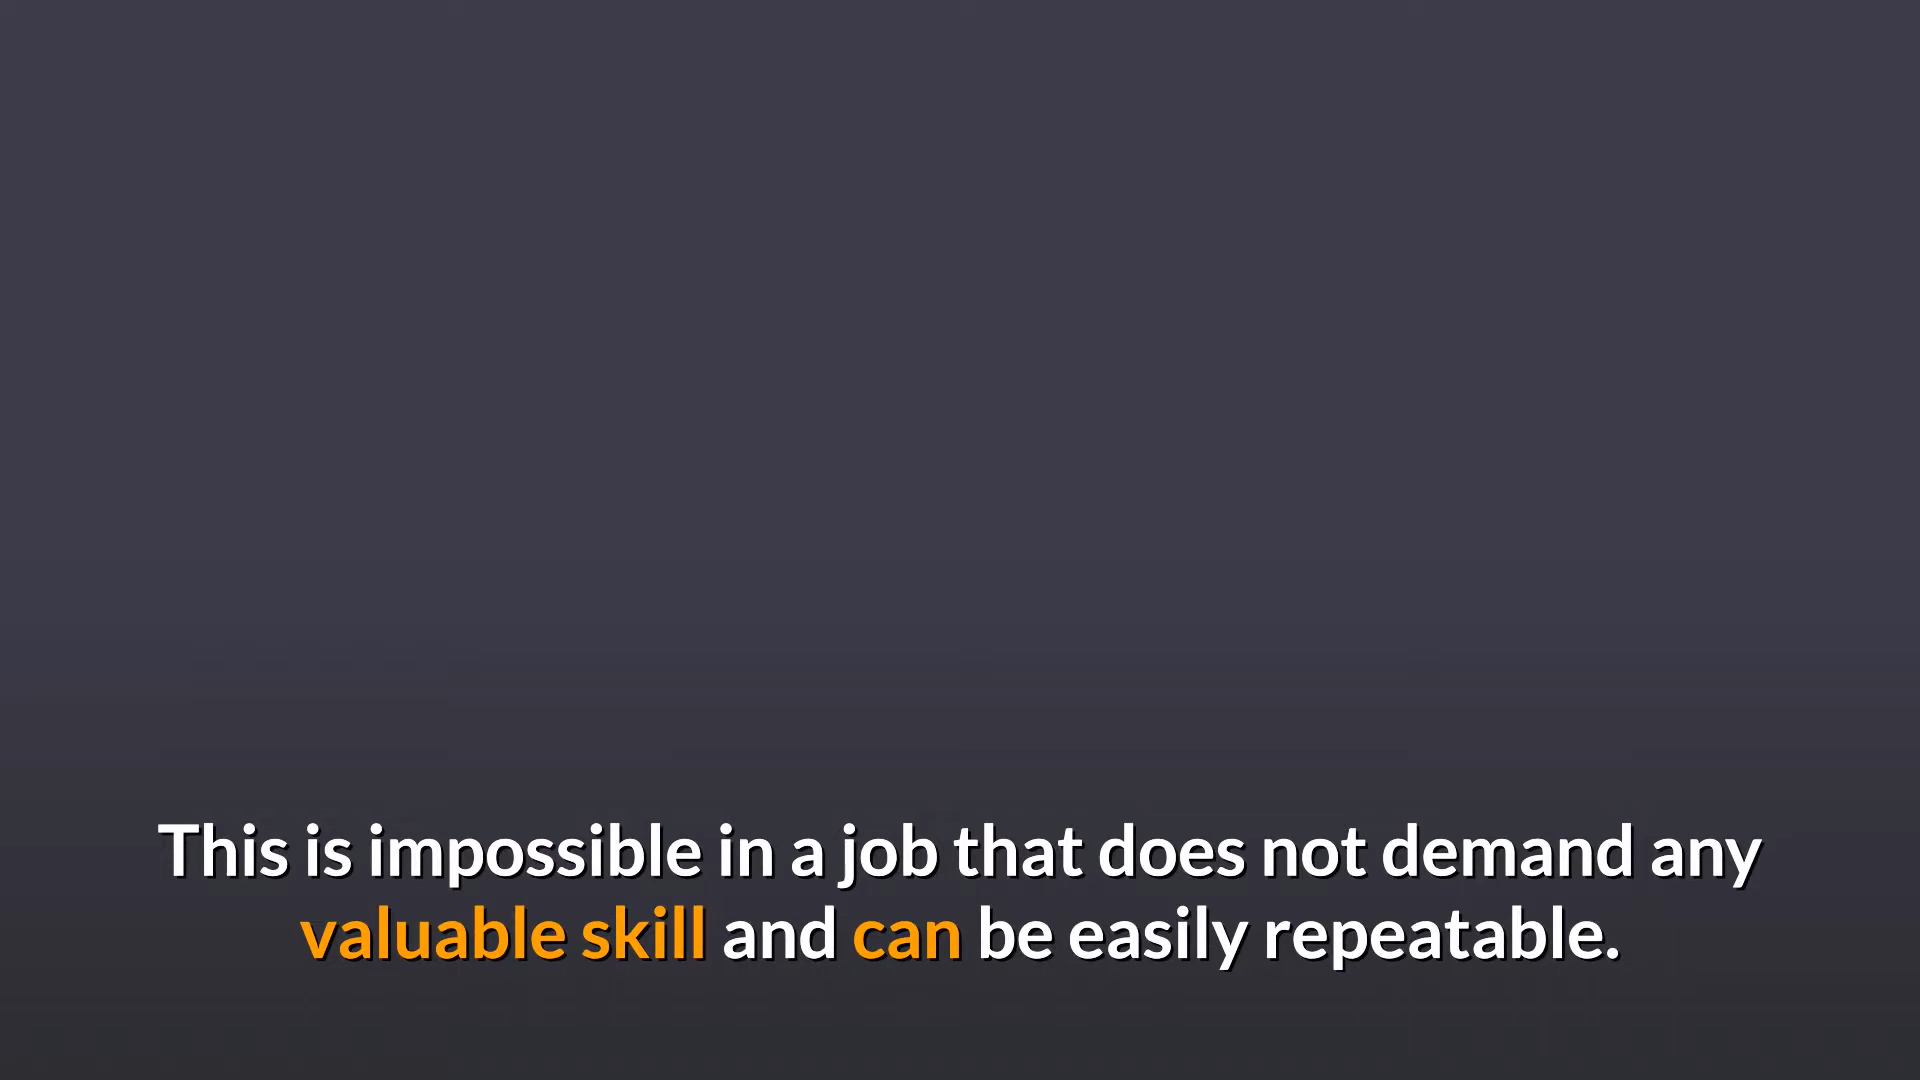 This is impossible in a job that does not demand any
valuable skill and can be easily repeatable.